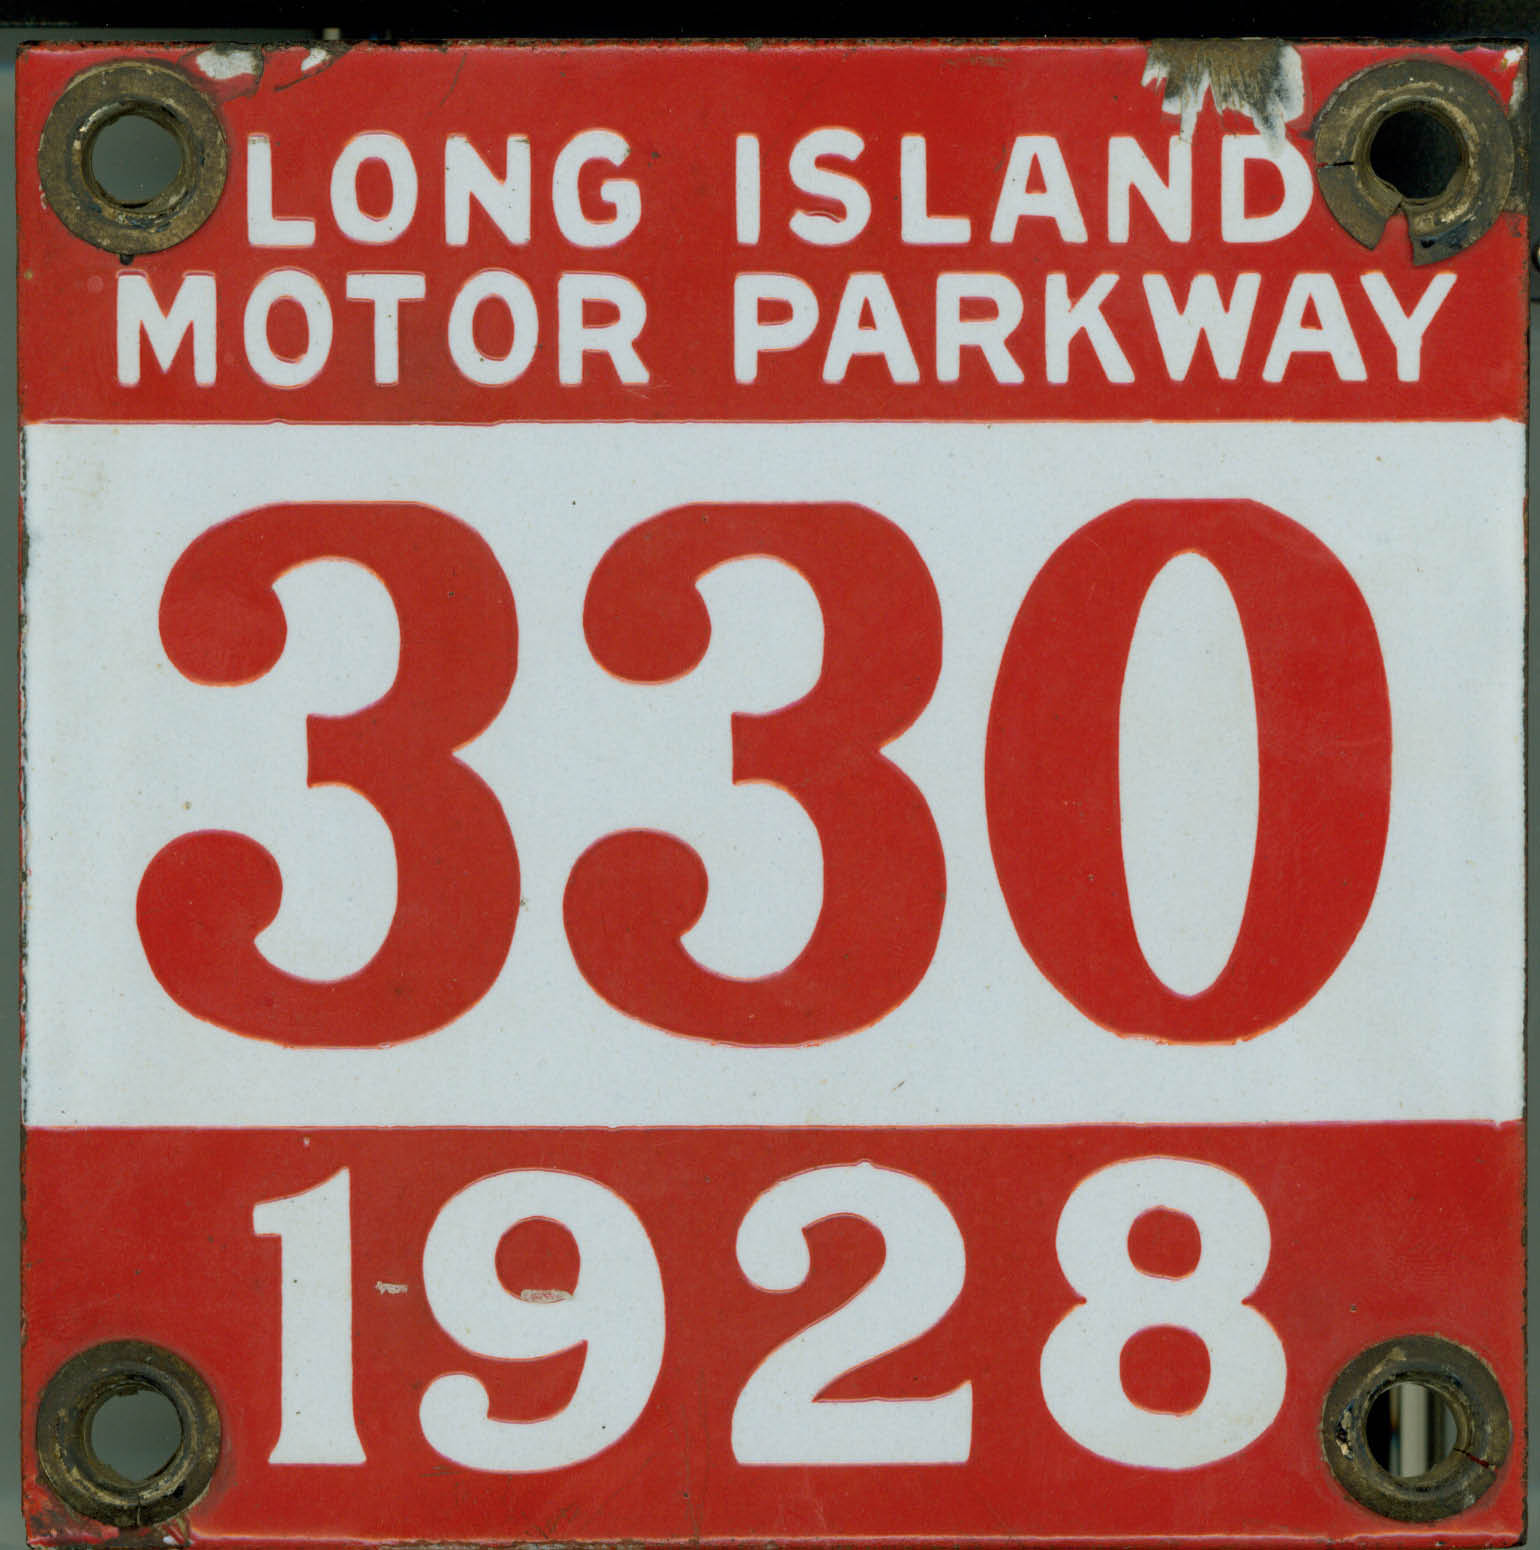 LONG ISLAND
MOTOR PARKWAY
330
1928